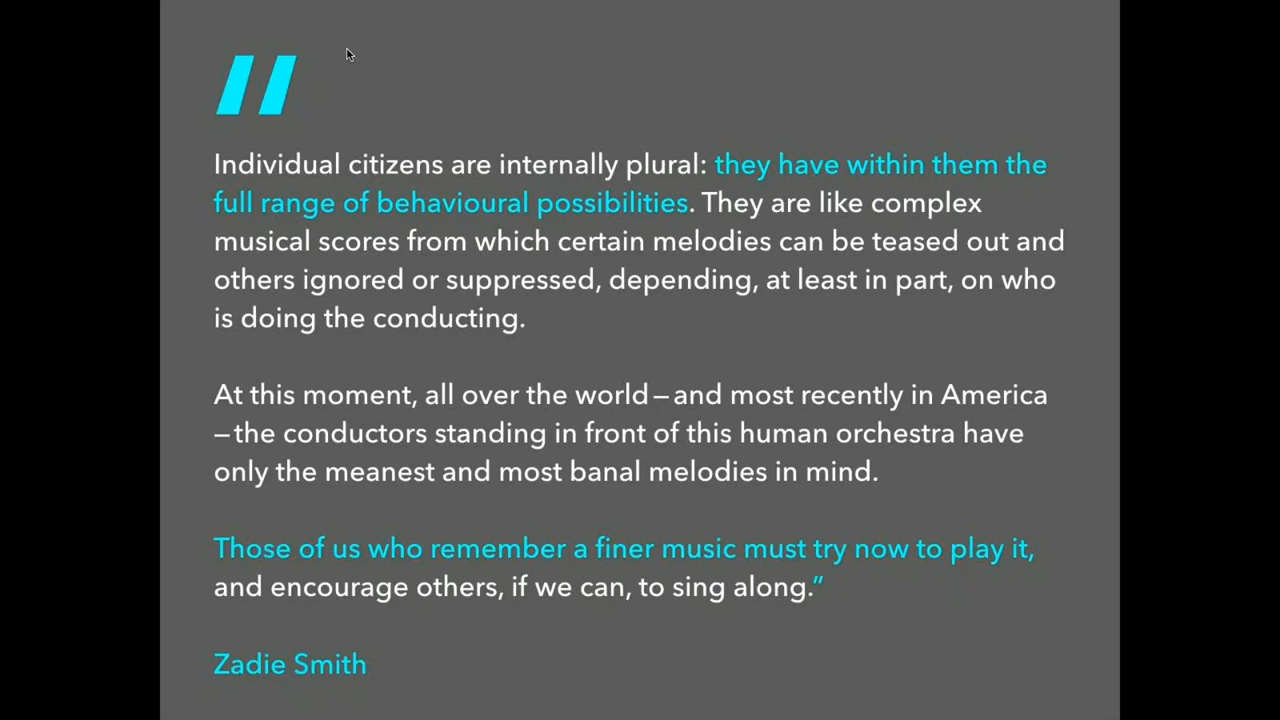 "
Individual citizens are internally plural: they have within them the
full range of behavioural possibilities. They are like complex
musical scores from which certain melodies can be teased out and
others ignored or suppressed, depending, at least in part, on who
is doing the conducting.
At this moment, all over the world—and most recently in America
—the conductors standing in front of this human orchestra have
only the meanest and most banal melodies in mind.
Those of us who remember a finer music must try now to play it,
and encourage others, if we can, to sing along.”
Zadie Smith